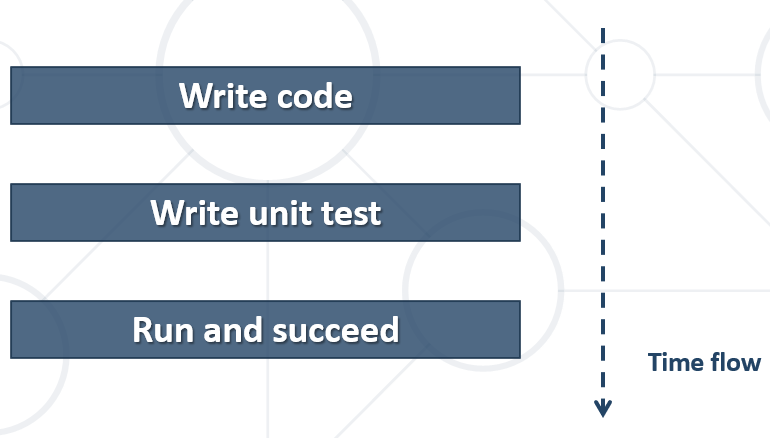 Write code
Write unit test
Run and succeed
Time flow